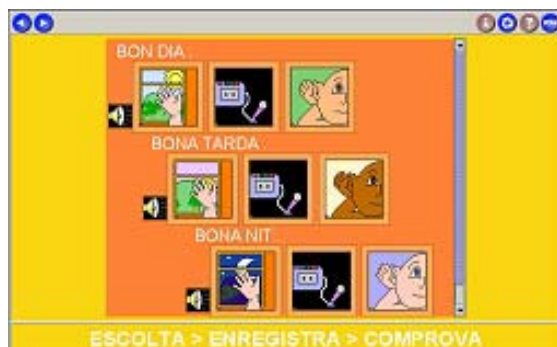 BON DIA
BONA TARDA
BONA NIT
ESCOLTA > ENREGISTRA > COMPROVA